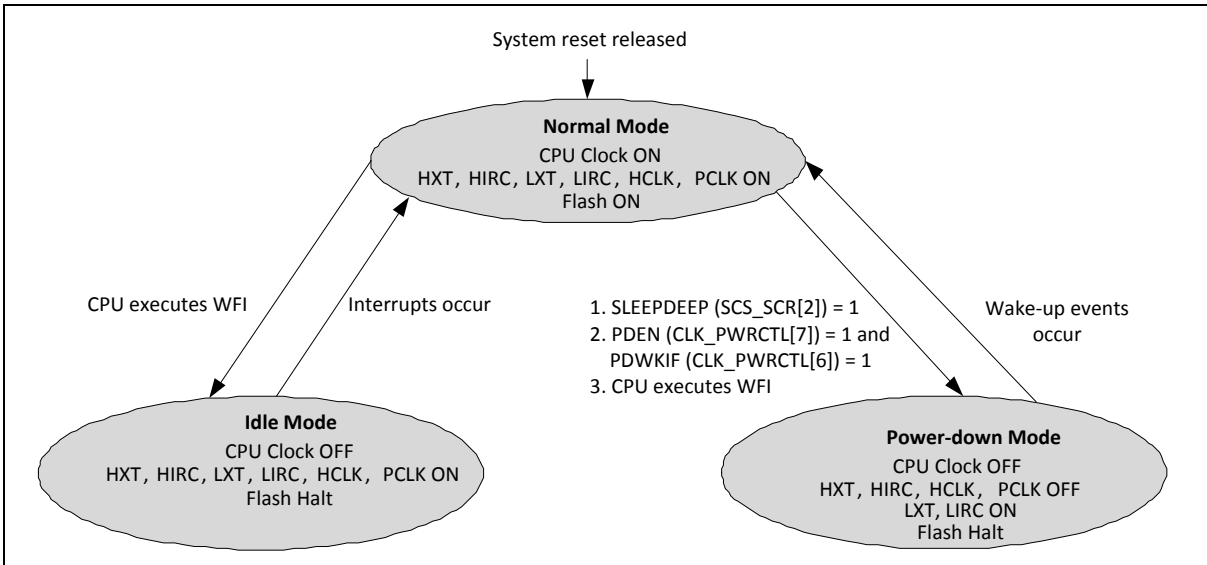 System reset released
Normal Mode
CPU Clock ON
HXT, HIRC, LXT, LIRC, HCLK, PCLK ON
Flash ON
CPU executes WFI
Interrupts occur
1. SLEEPDEEP (SCS_SCR[2]) = 1
2. PDEN (CLK_PWRCTL[7]) = 1 and
PDWKIF (CLK_PWRCTL[6]) = 1
3. CPU executes WFI
Wake-up events
occur
Idle Mode
CPU Clock OFF
HXT, HIRC, LXT, LIRC, HCLK, PCLK ON
Flash Halt
Power-down Mode
CPU Clock OFF
HXT, HIRC, HCLK, PCLK OFF
LXT, LIRC ON
Flash Halt